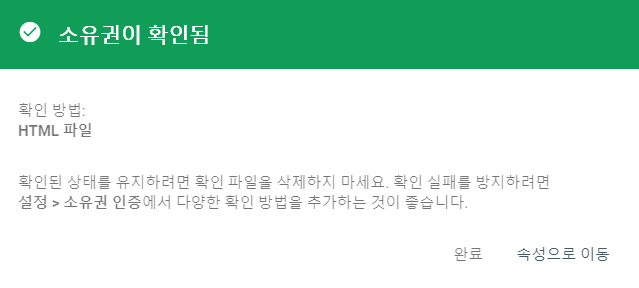 소유권이 확인됨
확인 방법:
HTML 파일
확인된 상태를 유지하려면 확인 파일을 삭제하지 마세요. 확인 실패를 방지하려면
설정 > 소유권 인증에서 다양한 확인 방법을 추가하는 것이 좋습니다.
완료 속성으로 이동